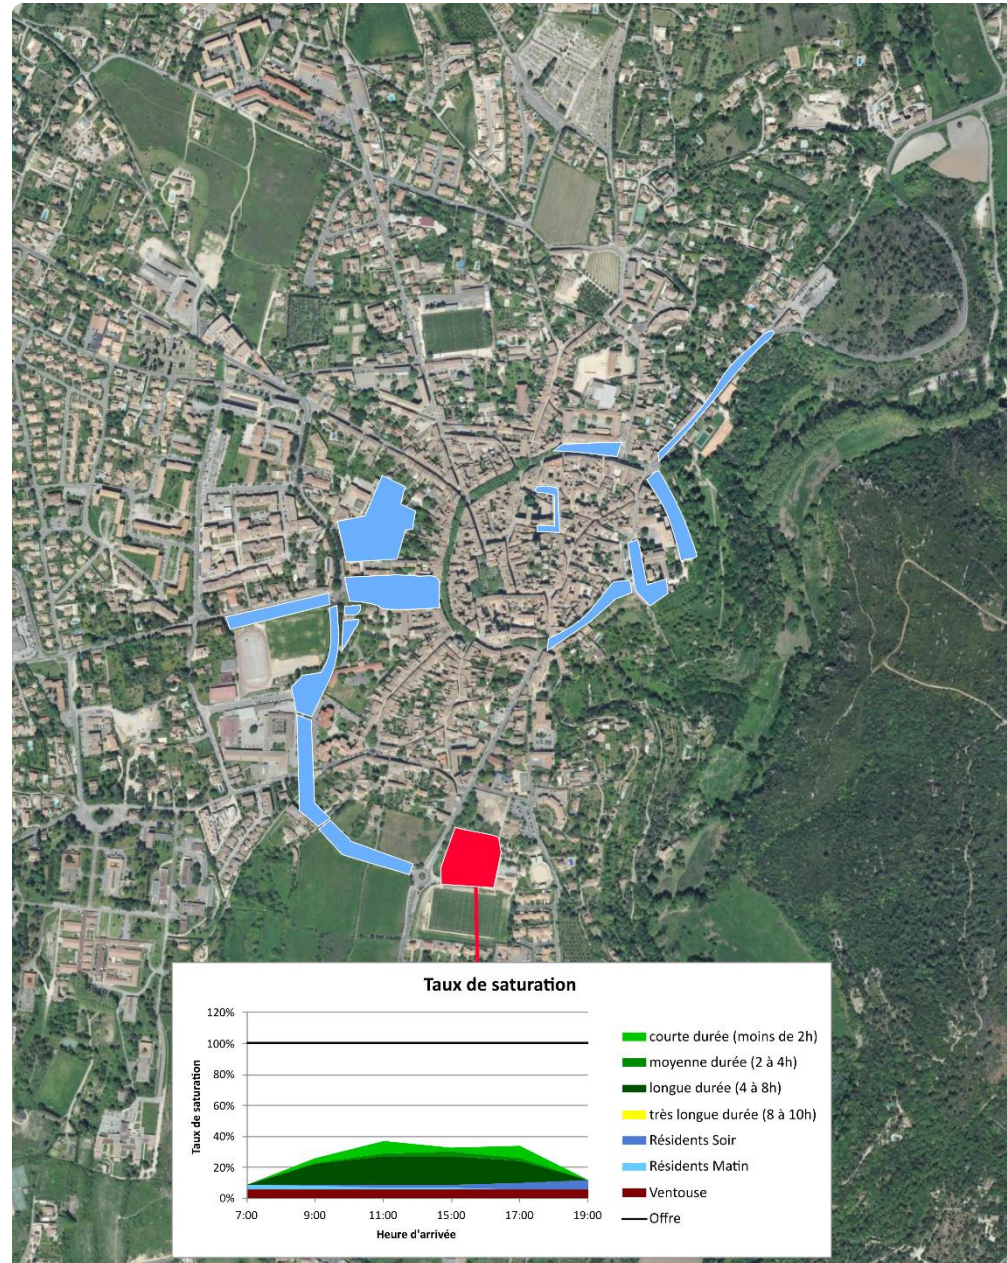 Taux de saturation
120%
100%
80%
60%
40%
20%
0%
Taux de saturation
7:00 9:00 11:00 15:00 17:00 19:00
Heure d'arrivée
courte durée (moins de 2h)
moyenne durée (2 à 4h)
longue durée (4 à 8h)
très longue durée (8 à 10h)
Résidents Soir
Résidents Matin
Ventouse
Offre